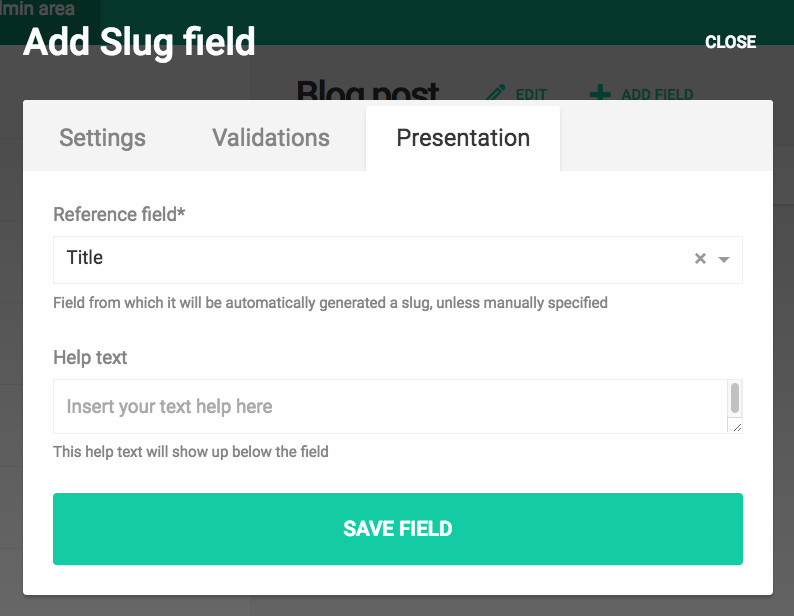 dmin area
Add Slug field
CLOSE
Blog post
EDIT
ADD FIELD
Settings
Validations
Presentation
Reference field*
Title
Field from which it will be automatically generated a slug, unless manually specified
Help text
Insert your text help here
This help text will show up below the field
SAVE FIELD